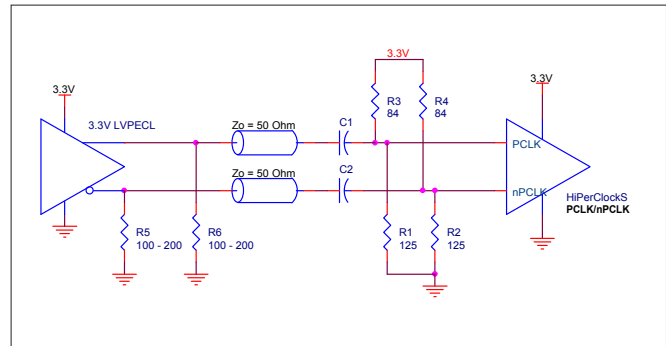 3.3V
3.3V LVPECL
R5
100 - 200
R6
100 - 200
Zo = 50 Ohm
Zo = 50 Ohm
C1
C2
3.3V
R3
84
R4
84
R1
125
R2
125
3.3V
PCLK
nPCLK
HiPerClockS
PCLK/nPCLK